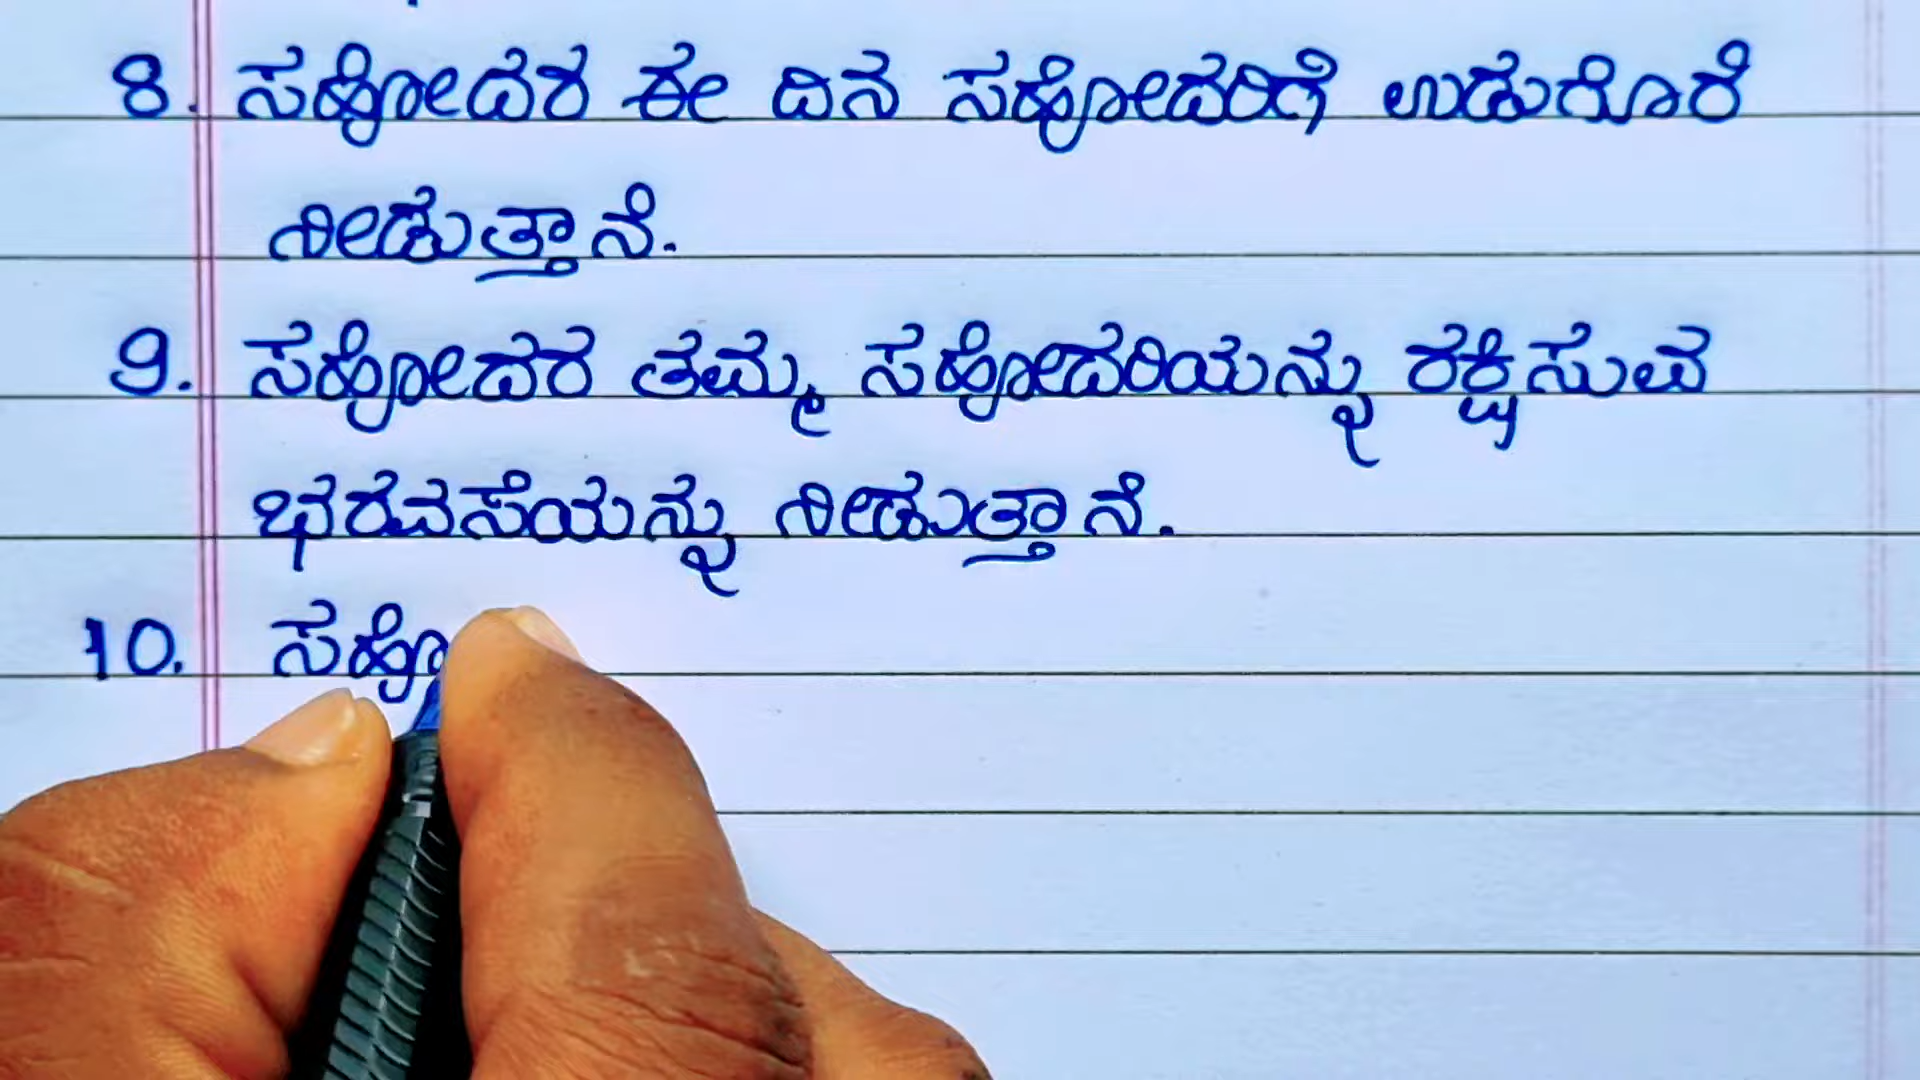 8. ಸಹೋದರ ಈ ದಿನ ಸಹೋದರಿಗೆ ಉಡುಗೊರೆ
ನೀಡುತ್ತಾನೆ.
9. ಸಹೋದರ ತಮ್ಮ ಸಹೋದರಿಯನ್ನು ರಕ್ಷಿಸುವ
ಭರವಸೆಯನ್ನು ನೀಡುತ್ತಾನೆ.
10. ಸಹೋ